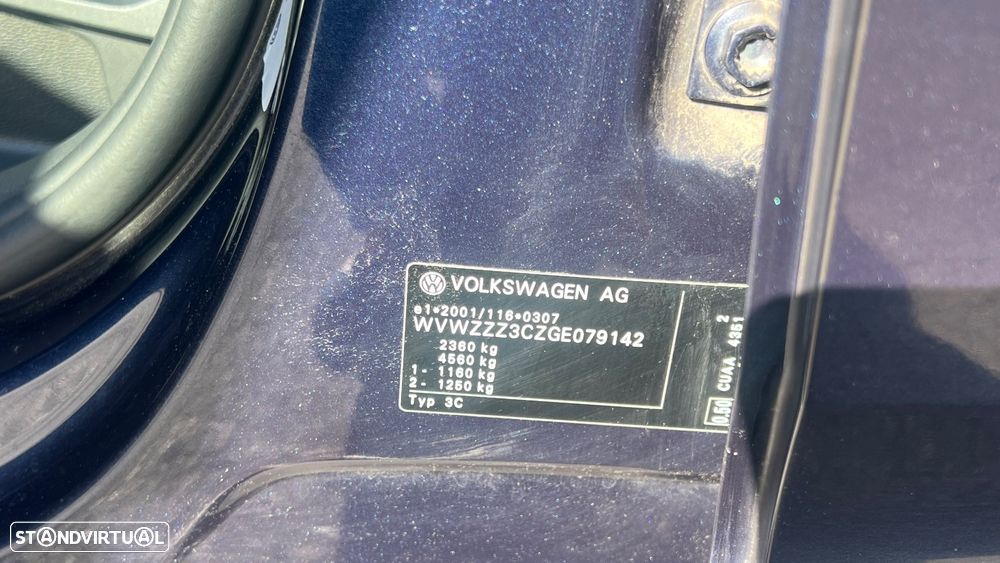 VOLKSWAGEN AG
e1*2001/116*0307
WVWZZZ3CZGE079142
2360 kg
4560 kg
1- 1160 kg
2- 1250 kg
Typ 3C
0.50 CUAA 4351 2
STANDVIRTUAL